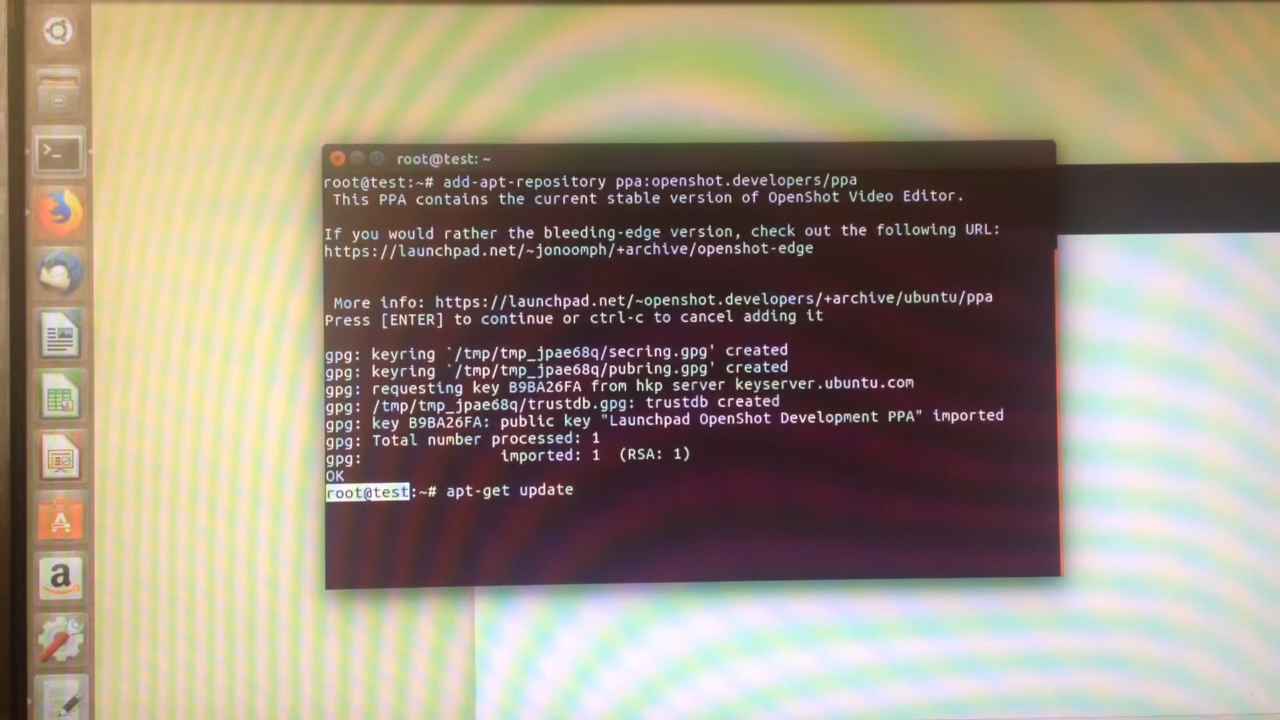 root@test: ~
root@test:~# add-apt-repository ppa:openshot.developers/ppa
This PPA contains the current stable version of OpenShot Video Editor.
If you would rather the bleeding-edge version, check out the following URL:
https://launchpad.net/~jonoomph/+archive/openshot-edge
More info: https://launchpad.net/~openshot.developers/+archive/ubuntu/ppa
Press [ENTER] to continue or ctrl-c to cancel adding it
gpg: keyring `/tmp/tmp_jpae68q/secring.gpg' created
gpg: keyring `/tmp/tmp_jpae68q/pubring.gpg' created
gpg: requesting key B9BA26FA from hkp server keyserver.ubuntu.com
gpg: /tmp/tmp_jpae68q/trustdb.gpg: trustdb created
gpg: key B9BA26FA: public key "Launchpad OpenShot Development PPA" imported
gpg: Total number processed: 1
gpg:               imported: 1  (RSA: 1)
OK
root@test:~# apt-get update